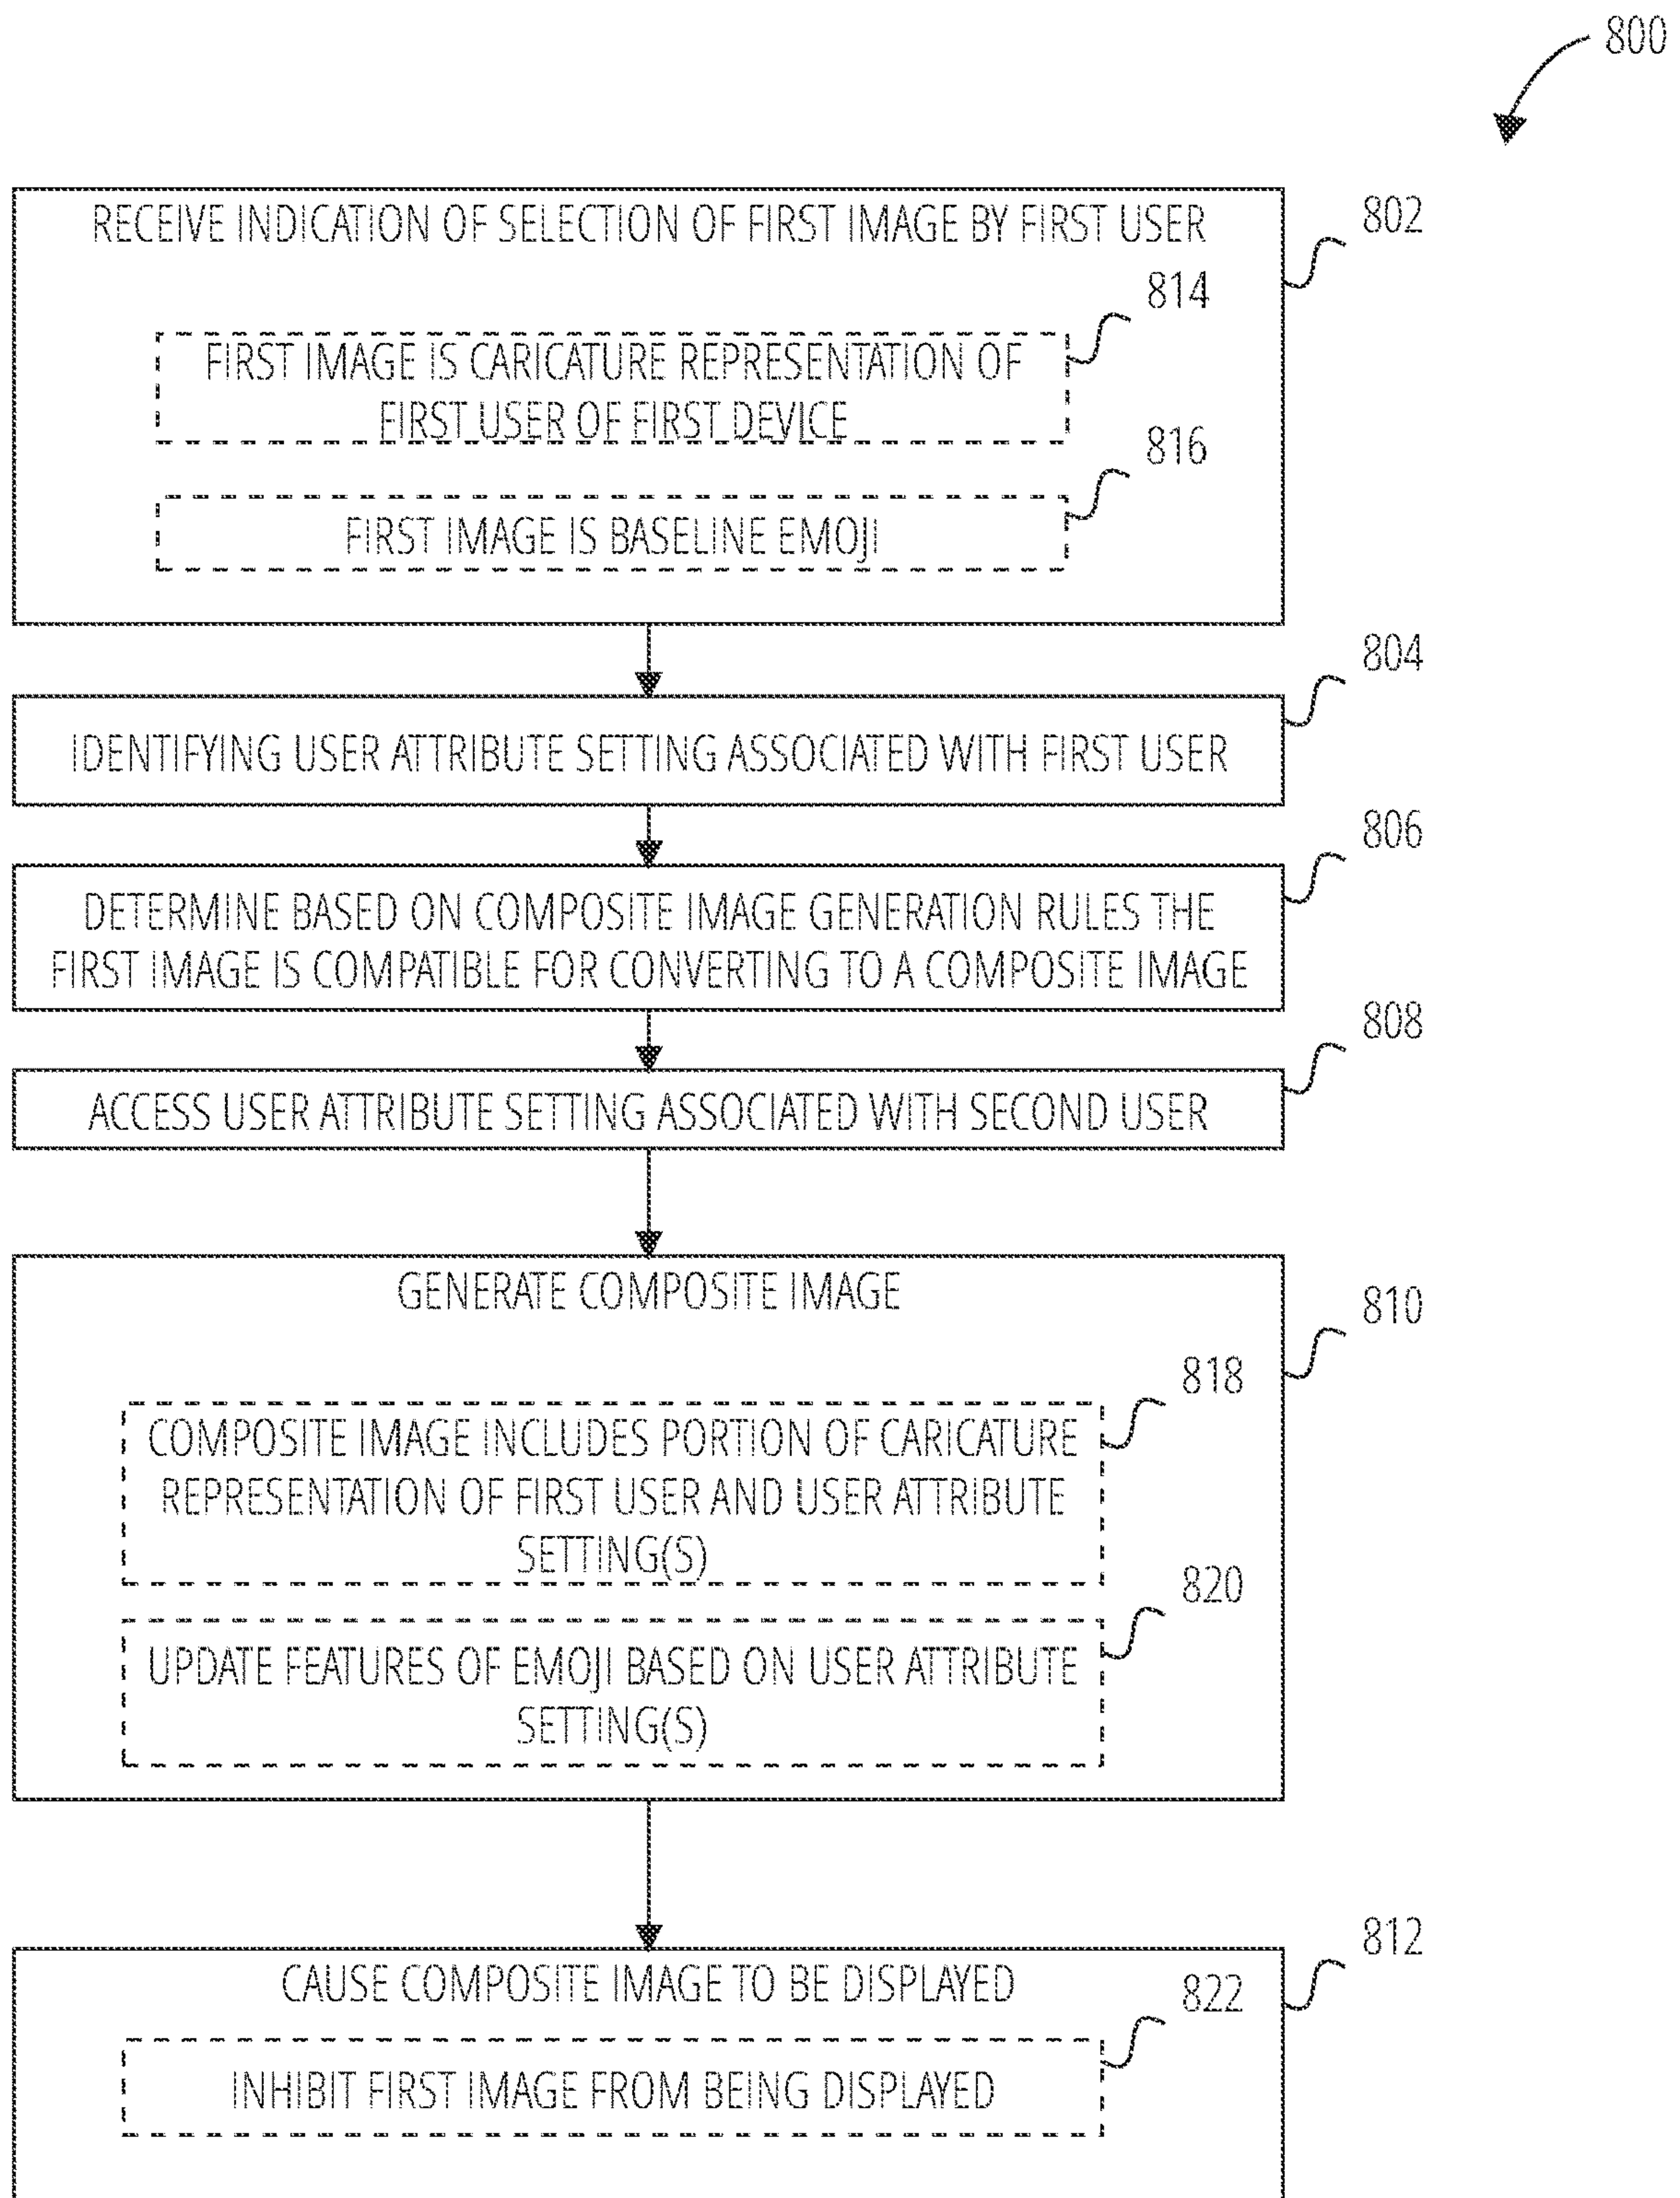 800
RECEIVE INDICATION OF SELECTION OF FIRST IMAGE BY FIRST USER
802
814
FIRST IMAGE IS CARICATURE REPRESENTATION OF
FIRST USER OF FIRST DEVICE
816
FIRST IMAGE IS BASELINE EMOJI
804
IDENTIFYING USER ATTRIBUTE SETTING ASSOCIATED WITH FIRST USER
806
DETERMINE BASED ON COMPOSITE IMAGE GENERATION RULES THE
FIRST IMAGE IS COMPATIBLE FOR CONVERTING TO A COMPOSITE IMAGE
808
ACCESS USER ATTRIBUTE SETTING ASSOCIATED WITH SECOND USER
GENERATE COMPOSITE IMAGE
810
818
COMPOSITE IMAGE INCLUDES PORTION OF CARICATURE
REPRESENTATION OF FIRST USER AND USER ATTRIBUTE
SETTING(S)
820
UPDATE FEATURES OF EMOJI BASED ON USER ATTRIBUTE
SETTING(S)
812
CAUSE COMPOSITE IMAGE TO BE DISPLAYED
822
INHIBIT FIRST IMAGE FROM BEING DISPLAYED